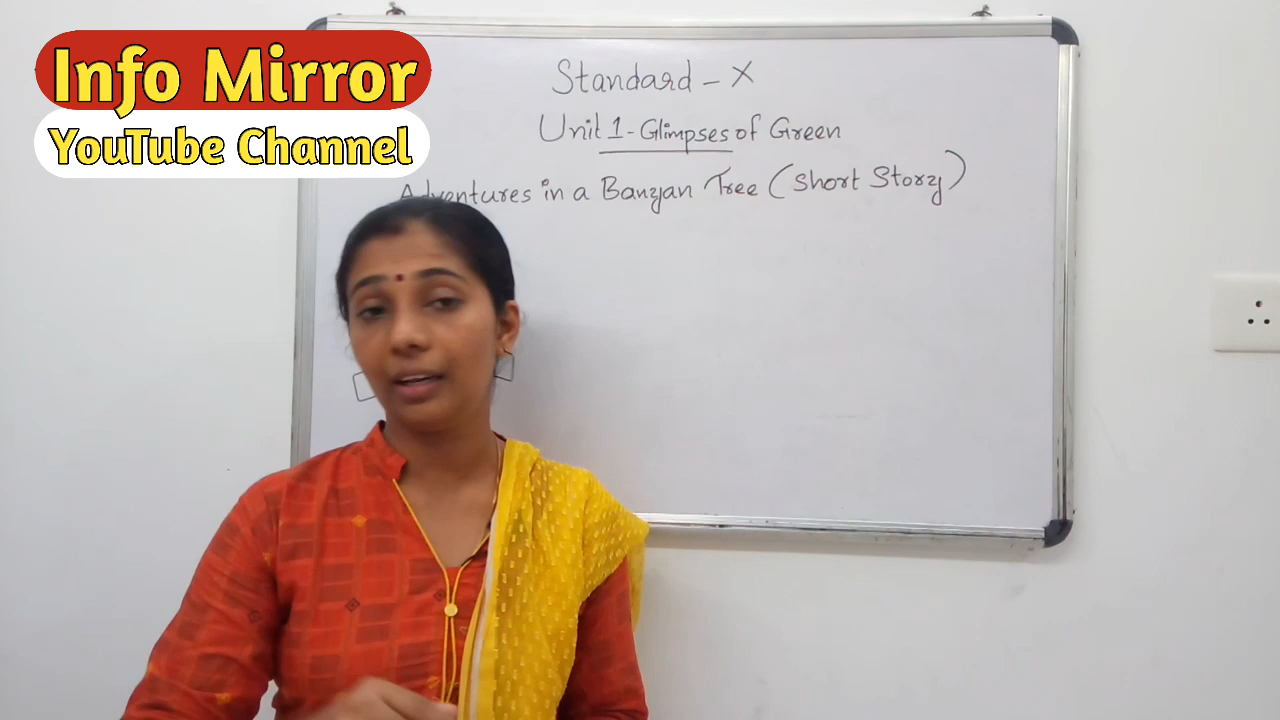 Info Mirror
YouTube Channel
Standard - X
Unit 1 - Glimpses of Green
Adventures in a Banyan Tree (Short Story)